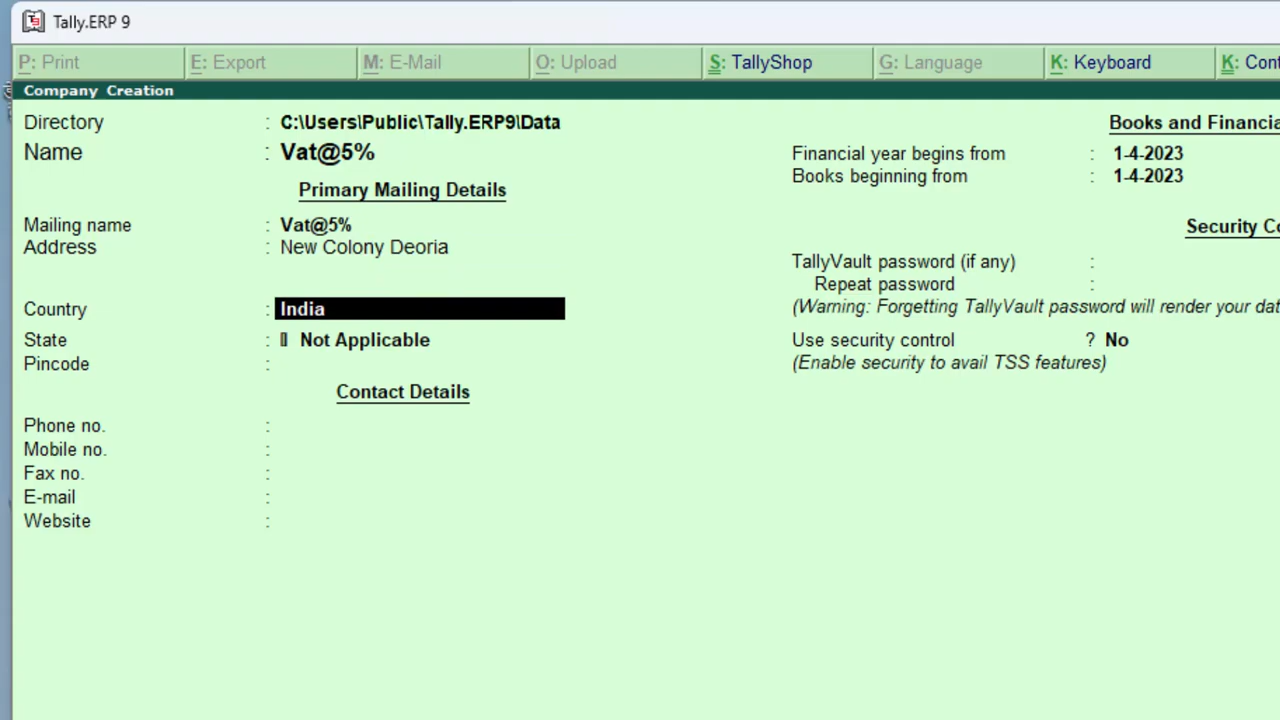 Tally.ERP 9
P: Print E: Export M: E-Mail O: Upload S: TallyShop G: Language K: Keyboard K: Cont
Company Creation
Directory : C:\Users\Public\Tally.ERP9\Data
Name : Vat@5%
Primary Mailing Details
Mailing name : Vat@5%
Address : New Colony Deoria
Country : India
State : Not Applicable
Pincode :
Contact Details
Phone no. :
Mobile no. :
Fax no. :
E-mail :
Website :
Books and Financia
Financial year begins from : 1-4-2023
Books beginning from : 1-4-2023
Security Co
TallyVault password (if any) :
Repeat password :
(Warning: Forgetting TallyVault password will render your dat
Use security control ? No
(Enable security to avail TSS features)